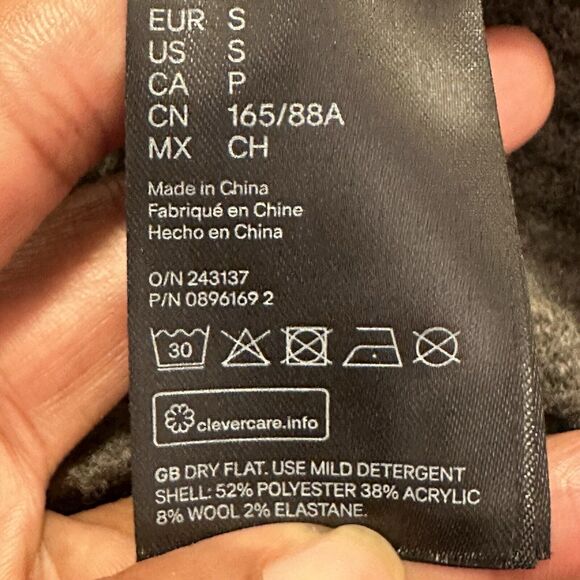 EUR S
US S
CA P
CN 165/88A
MX CH
Made in China
Fabriqué en Chine
Hecho en China
O/N 243137
P/N 0896169 2
30
clevercare.info
GB DRY FLAT. USE MILD DETERGENT
SHELL: 52% POLYESTER 38% ACRYLIC
8% WOOL 2% ELASTANE.